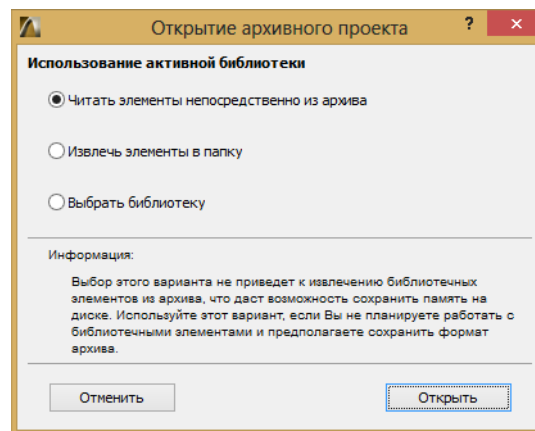 Открытие архивного проекта
?
×
Использование активной библиотеки
Читать элементы непосредственно из архива
Извлечь элементы в папку
Выбрать библиотеку
Информация:
Выбор этого варианта не приведет к извлечению библиотечных
элементов из архива, что даст возможность сохранить память на
диске. Используйте этот вариант, если Вы не планируете работать с
библиотечными элементами и предполагаете сохранить формат
архива.
Отменить
Открыть